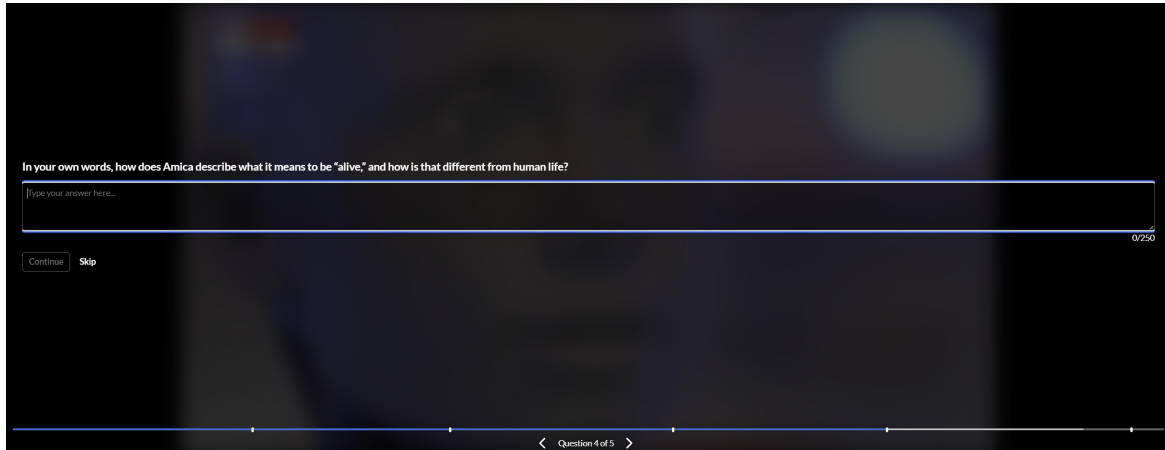 In your own words, how does Amica describe what it means to be “alive,” and how is that different from human life?
Type your answer here...
0/250
Continue Skip
Question 4 of 5